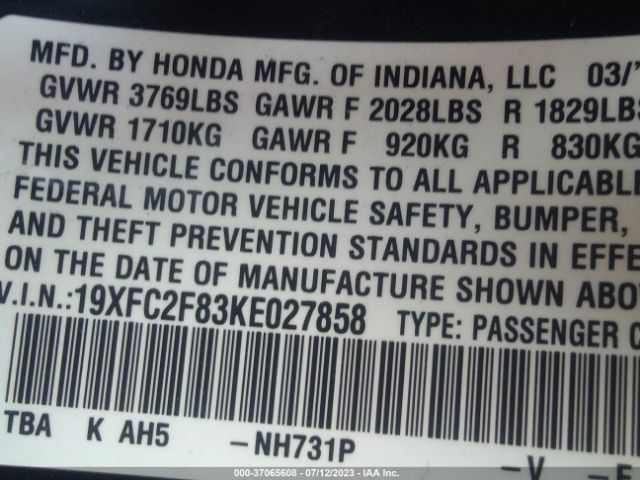 MFD. BY HONDA MFG. OF INDIANA, LLC 03/
GVWR 3769LBS GAWR F 2028LBS R 1829LBS
GVWR 1710KG GAWR F 920KG R 830KG
THIS VEHICLE CONFORMS TO ALL APPLICABLE
FEDERAL MOTOR VEHICLE SAFETY, BUMPER,
AND THEFT PREVENTION STANDARDS IN EFFE
ON THE DATE OF MANUFACTURE SHOWN ABO
V.I.N.:19XFC2F83KE027858 TYPE: PASSENGER C
TBA K AH5 -NH731P -V -E
000-37065608 - 07/12/2023 - IAA Inc.